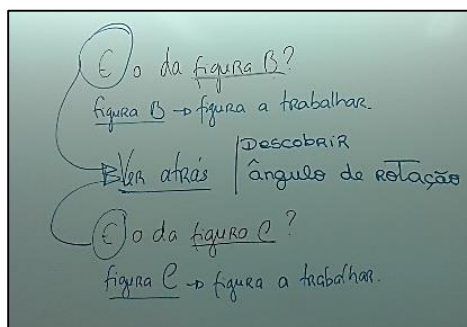 E o da figura B?
figura B → figura a trabalhar.
Ver atrás | Descobrir
ângulo de rotação
E o da figura C?
figura C → figura a trabalhar.